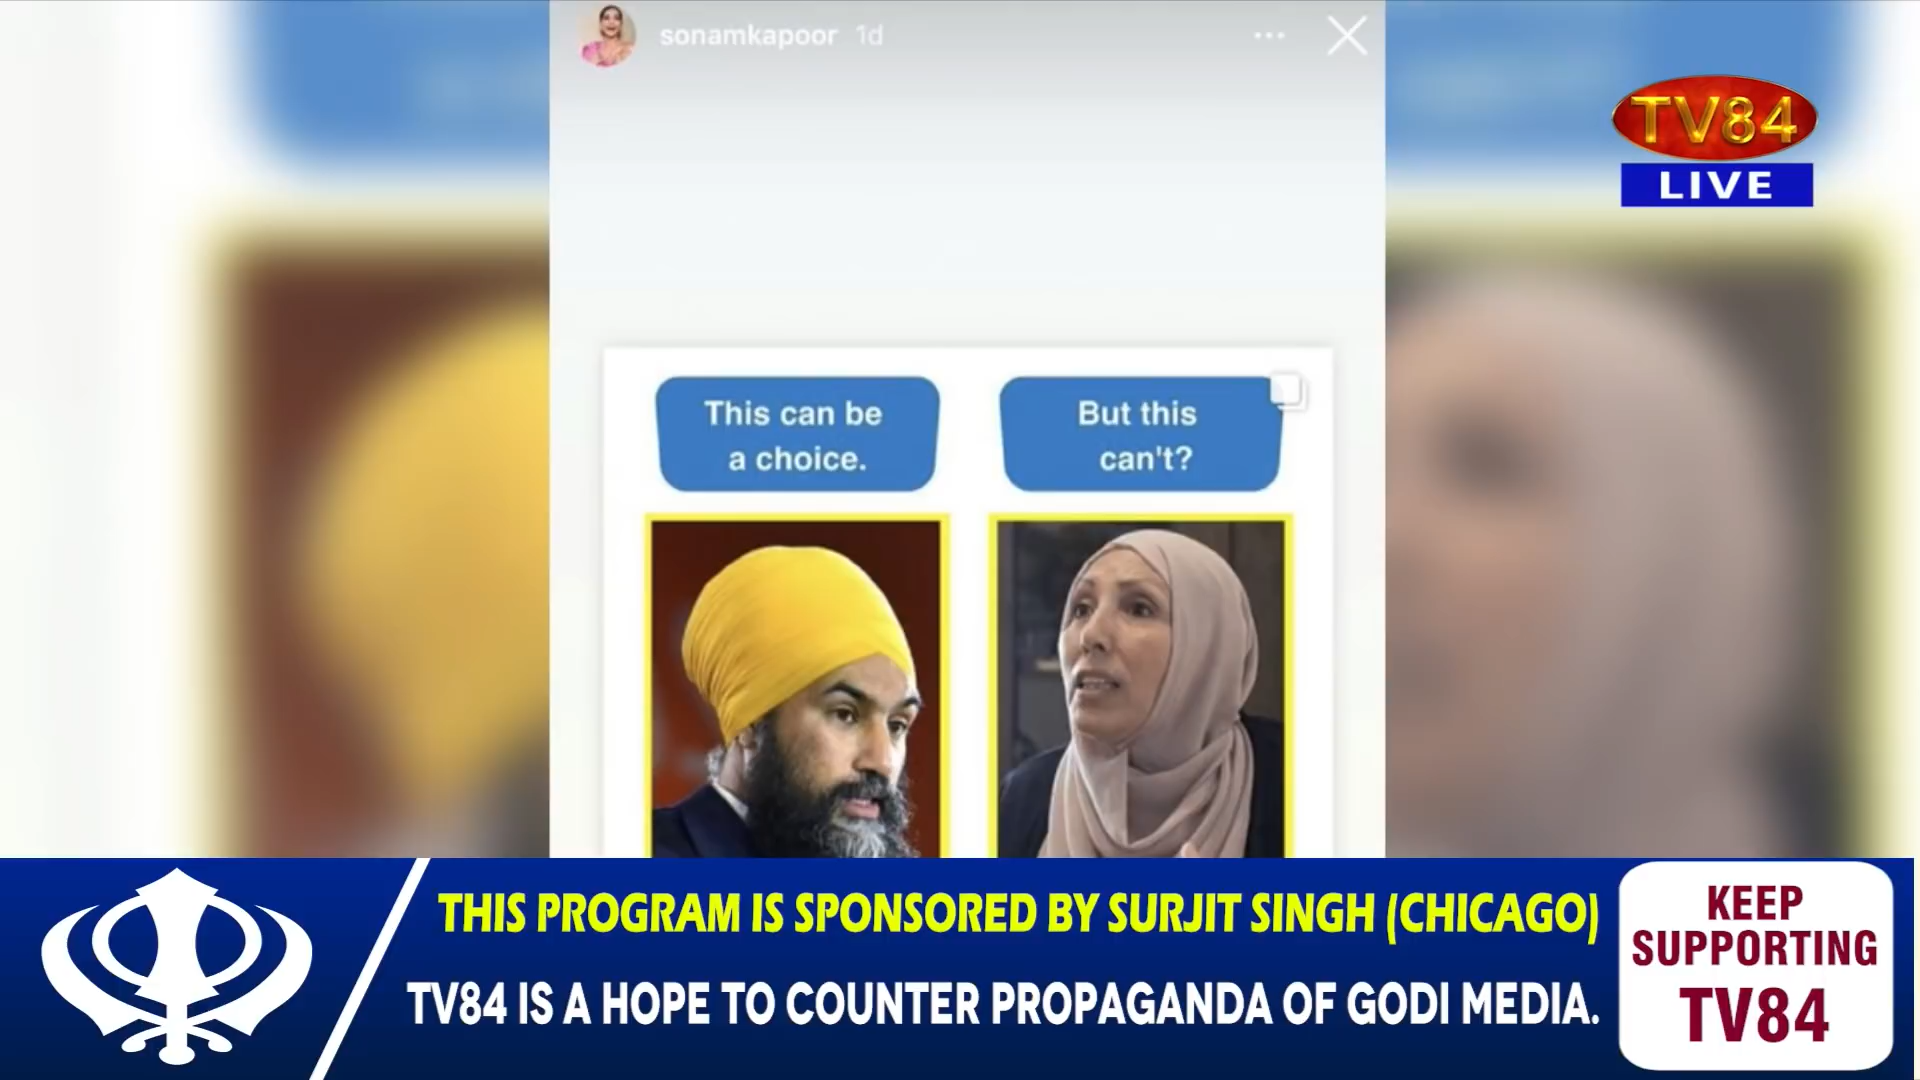 sonamkapoor 1d
TV84
LIVE
This can be
a choice.
But this
can't?
THIS PROGRAM IS SPONSORED BY SURJIT SINGH (CHICAGO)
TV84 IS A HOPE TO COUNTER PROPAGANDA OF GODI MEDIA.
KEEP
SUPPORTING
TV84